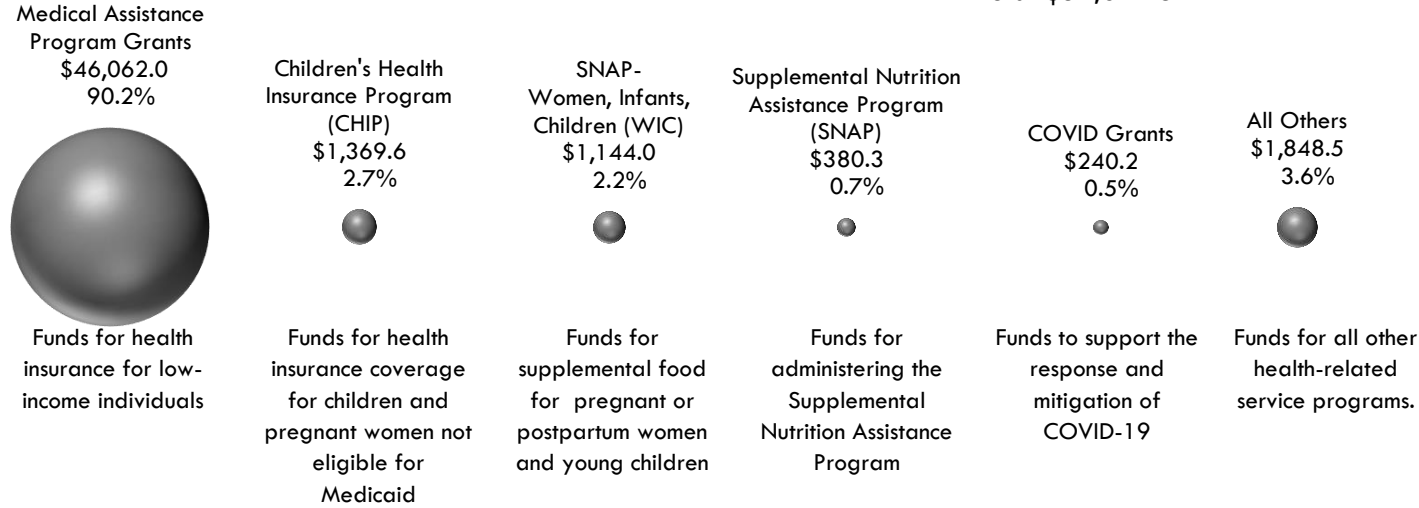 Medical Assistance
Program Grants
$46,062.0
90.2%
Children's Health
Insurance Program
(CHIP)
$1,369.6
2.7%
SNAP-
Women, Infants,
Children (WIC)
$1,144.0
2.2%
Supplemental Nutrition
Assistance Program
(SNAP)
$380.3
0.7%
COVID Grants
$240.2
0.5%
All Others
$1,848.5
3.6%
Funds for health
insurance for low-
income individuals
Funds for health
insurance coverage
for children and
pregnant women not
eligible for
Medicaid
Funds for
supplemental food
for pregnant or
postpartum women
and young children
Funds for
administering the
Supplemental
Nutrition Assistance
Program
Funds to support the
response and
mitigation of
COVID-19
Funds for all other
health-related
service programs.